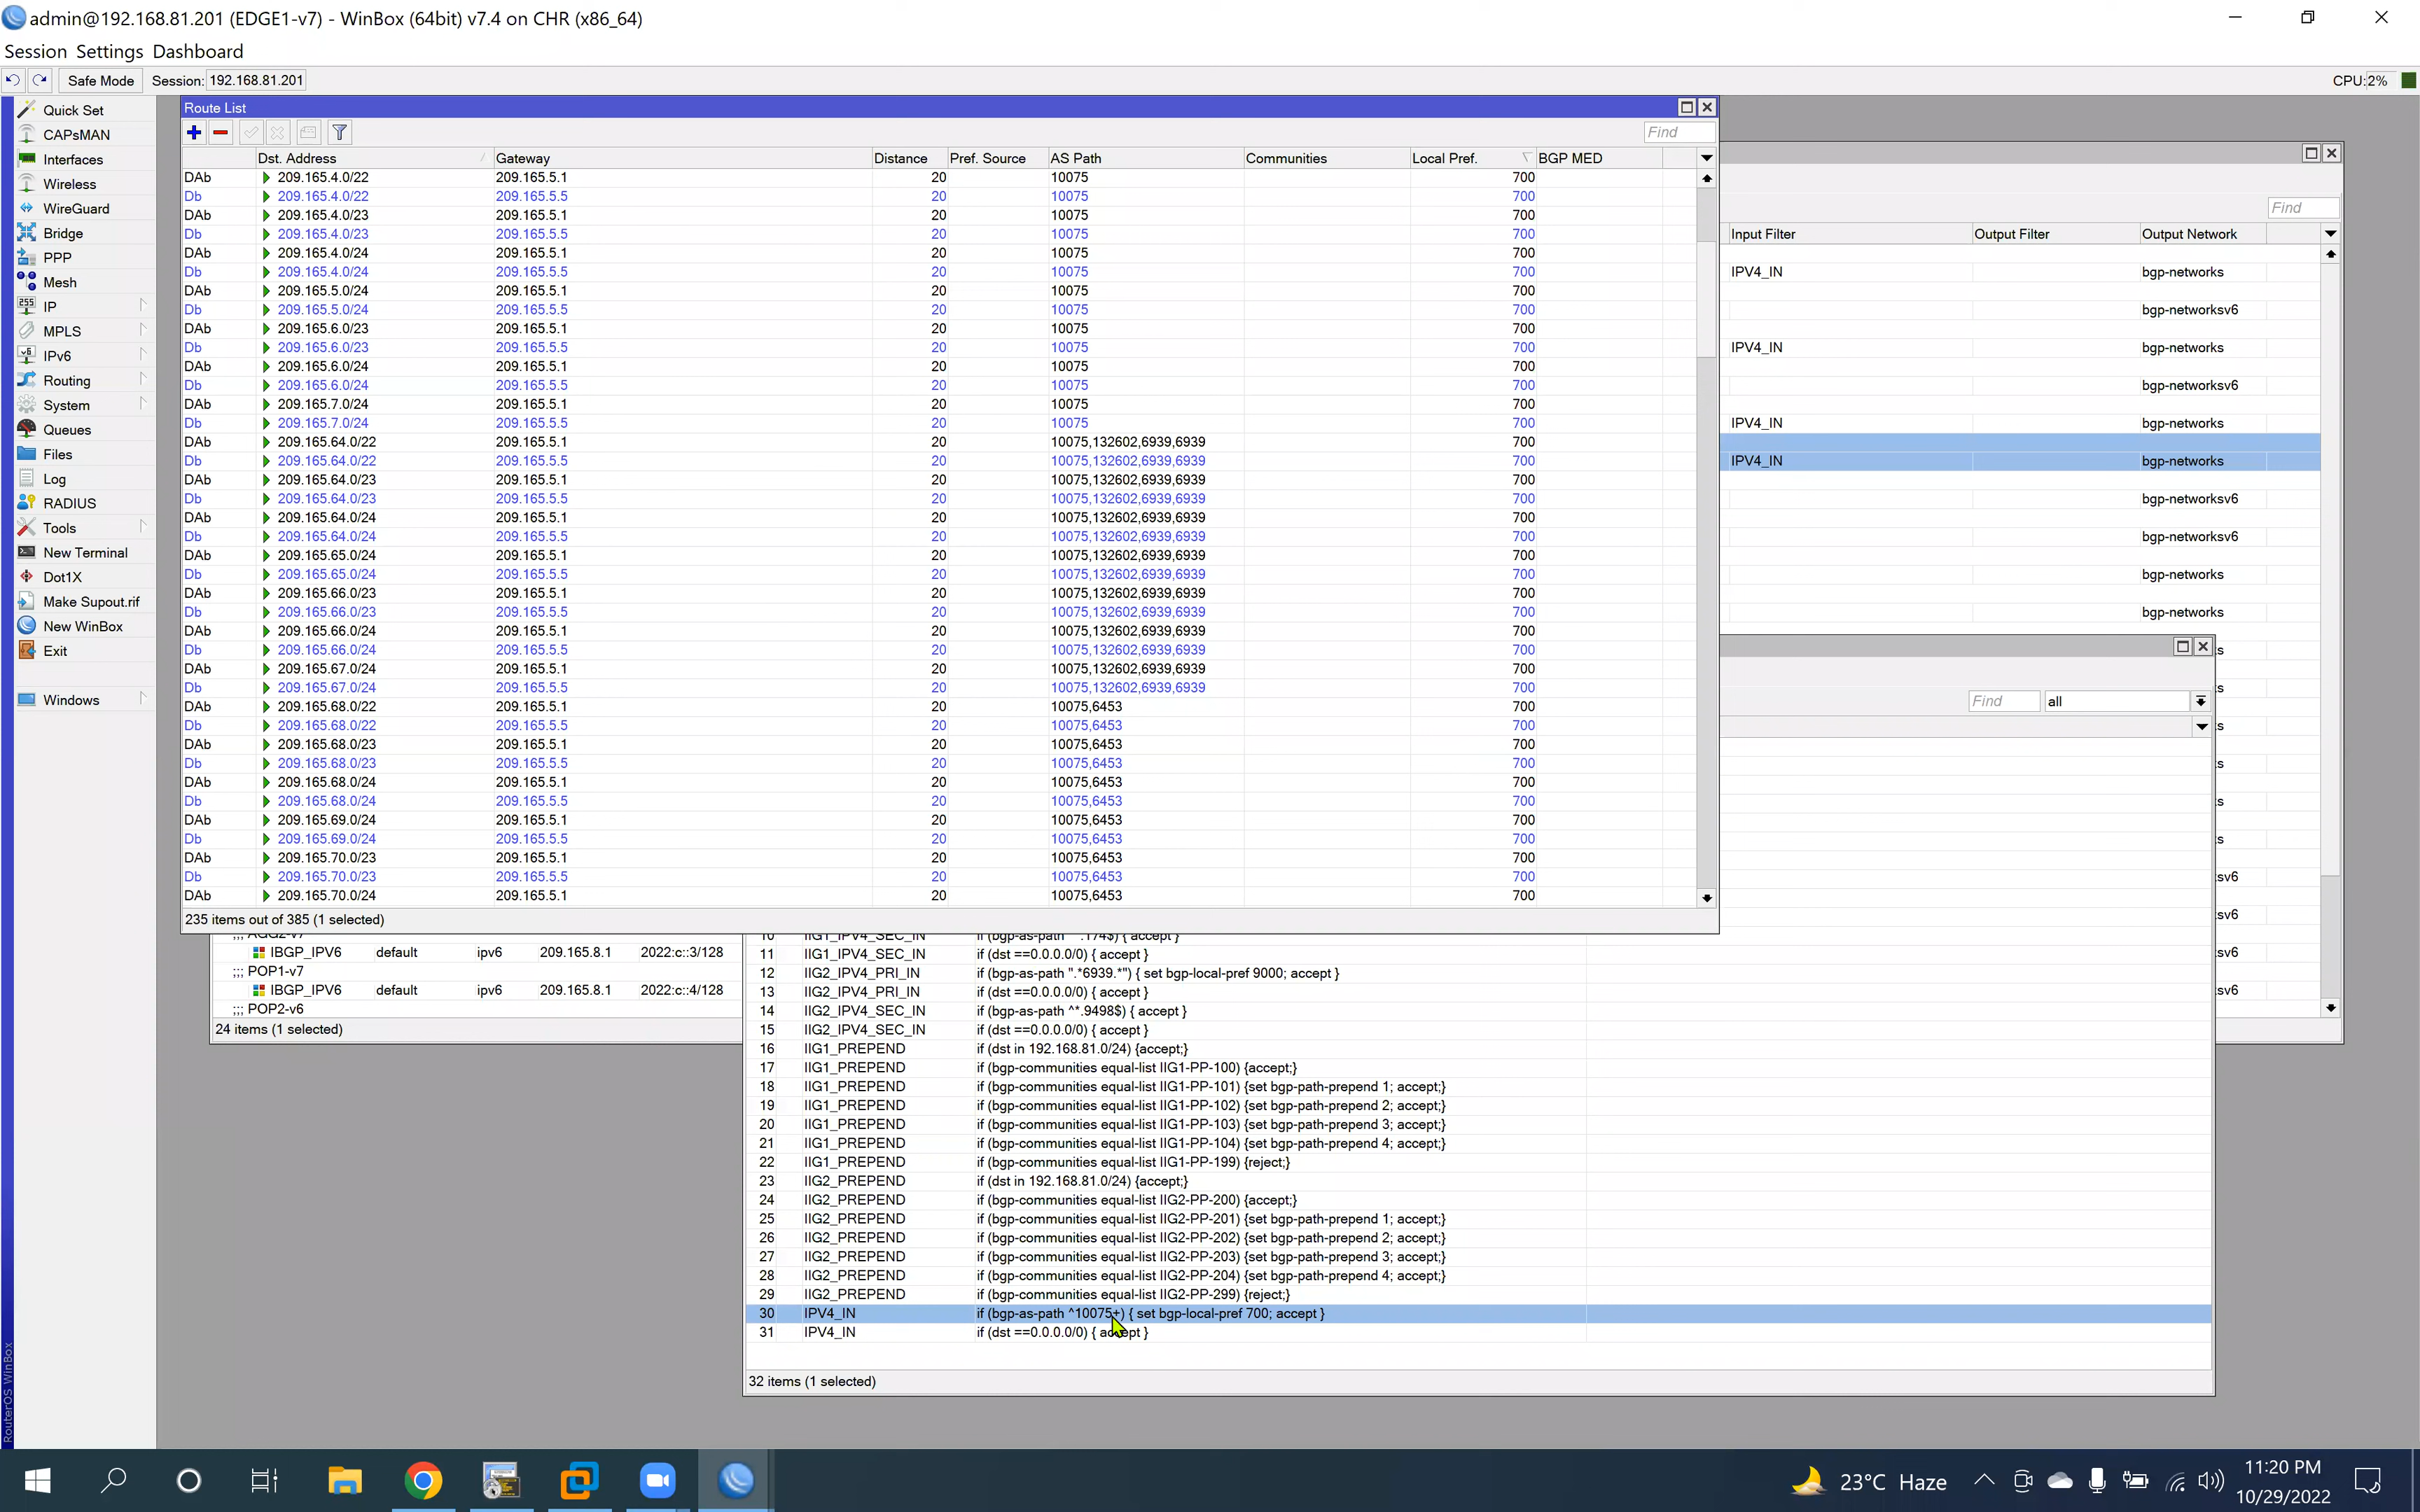 admin@192.168.81.201 (EDGE1-v7) - WinBox (64bit) v7.4 on CHR (x86_64)
Session Settings Dashboard
Safe Mode Session: 192.168.81.201 CPU:2%
Quick Set
CAPsMAN
Interfaces
Wireless
WireGuard
Bridge
PPP
Mesh
IP
MPLS
IPv6
Routing
System
Queues
Files
Log
RADIUS
Tools
New Terminal
Dot1X
Make Supout.rif
New WinBox
Exit
Windows
RouterOS WinBox
Route List
Find
Dst. Address Gateway Distance Pref. Source AS Path Communities Local Pref. BGP MED
DAb 209.165.4.0/22 209.165.5.1 20 10075 700
Db 209.165.4.0/22 209.165.5.5 20 10075 700
DAb 209.165.4.0/23 209.165.5.1 20 10075 700
Db 209.165.4.0/23 209.165.5.5 20 10075 700
DAb 209.165.4.0/24 209.165.5.1 20 10075 700
Db 209.165.4.0/24 209.165.5.5 20 10075 700
DAb 209.165.5.0/24 209.165.5.1 20 10075 700
Db 209.165.5.0/24 209.165.5.5 20 10075 700
DAb 209.165.6.0/23 209.165.5.1 20 10075 700
Db 209.165.6.0/23 209.165.5.5 20 10075 700
DAb 209.165.6.0/24 209.165.5.1 20 10075 700
Db 209.165.6.0/24 209.165.5.5 20 10075 700
DAb 209.165.7.0/24 209.165.5.1 20 10075 700
Db 209.165.7.0/24 209.165.5.5 20 10075 700
DAb 209.165.64.0/22 209.165.5.1 20 10075,132602,6939,6939 700
Db 209.165.64.0/22 209.165.5.5 20 10075,132602,6939,6939 700
DAb 209.165.64.0/23 209.165.5.1 20 10075,132602,6939,6939 700
Db 209.165.64.0/23 209.165.5.5 20 10075,132602,6939,6939 700
DAb 209.165.64.0/24 209.165.5.1 20 10075,132602,6939,6939 700
Db 209.165.64.0/24 209.165.5.5 20 10075,132602,6939,6939 700
DAb 209.165.65.0/24 209.165.5.1 20 10075,132602,6939,6939 700
Db 209.165.65.0/24 209.165.5.5 20 10075,132602,6939,6939 700
DAb 209.165.66.0/23 209.165.5.1 20 10075,132602,6939,6939 700
Db 209.165.66.0/23 209.165.5.5 20 10075,132602,6939,6939 700
DAb 209.165.66.0/24 209.165.5.1 20 10075,132602,6939,6939 700
Db 209.165.66.0/24 209.165.5.5 20 10075,132602,6939,6939 700
DAb 209.165.67.0/24 209.165.5.1 20 10075,132602,6939,6939 700
Db 209.165.67.0/24 209.165.5.5 20 10075,132602,6939,6939 700
DAb 209.165.68.0/22 209.165.5.1 20 10075,6453 700
Db 209.165.68.0/22 209.165.5.5 20 10075,6453 700
DAb 209.165.68.0/23 209.165.5.1 20 10075,6453 700
Db 209.165.68.0/23 209.165.5.5 20 10075,6453 700
DAb 209.165.68.0/24 209.165.5.1 20 10075,6453 700
Db 209.165.68.0/24 209.165.5.5 20 10075,6453 700
DAb 209.165.69.0/24 209.165.5.1 20 10075,6453 700
Db 209.165.69.0/24 209.165.5.5 20 10075,6453 700
DAb 209.165.70.0/23 209.165.5.1 20 10075,6453 700
Db 209.165.70.0/23 209.165.5.5 20 10075,6453 700
DAb 209.165.70.0/24 209.165.5.1 20 10075,6453 700
235 items out of 385 (1 selected)
Find
Input Filter Output Filter Output Network
IPV4_IN bgp-networks
bgp-networksv6
IPV4_IN bgp-networks
bgp-networksv6
IPV4_IN bgp-networks
IPV4_IN bgp-networks
bgp-networksv6
bgp-networksv6
bgp-networks
bgp-networks
s
s
s
s
s
s
sv6
sv6
sv6
sv6
Find all
;;; AGG2-v7
IBGP_IPV6 default ipv6 209.165.8.1 2022:c::3/128
;;; POP1-v7
IBGP_IPV6 default ipv6 209.165.8.1 2022:c::4/128
;;; POP2-v6
24 items (1 selected)
10 IIG1_IPV4_SEC_IN if (bgp-as-path .174$) { accept }
11 IIG1_IPV4_SEC_IN if (dst ==0.0.0.0/0) { accept }
12 IIG2_IPV4_PRI_IN if (bgp-as-path ".*6939.*") { set bgp-local-pref 9000; accept }
13 IIG2_IPV4_PRI_IN if (dst ==0.0.0.0/0) { accept }
14 IIG2_IPV4_SEC_IN if (bgp-as-path ^*.9498$) { accept }
15 IIG2_IPV4_SEC_IN if (dst ==0.0.0.0/0) { accept }
16 IIG1_PREPEND if (dst in 192.168.81.0/24) {accept;}
17 IIG1_PREPEND if (bgp-communities equal-list IIG1-PP-100) {accept;}
18 IIG1_PREPEND if (bgp-communities equal-list IIG1-PP-101) {set bgp-path-prepend 1; accept;}
19 IIG1_PREPEND if (bgp-communities equal-list IIG1-PP-102) {set bgp-path-prepend 2; accept;}
20 IIG1_PREPEND if (bgp-communities equal-list IIG1-PP-103) {set bgp-path-prepend 3; accept;}
21 IIG1_PREPEND if (bgp-communities equal-list IIG1-PP-104) {set bgp-path-prepend 4; accept;}
22 IIG1_PREPEND if (bgp-communities equal-list IIG1-PP-199) {reject;}
23 IIG2_PREPEND if (dst in 192.168.81.0/24) {accept;}
24 IIG2_PREPEND if (bgp-communities equal-list IIG2-PP-200) {accept;}
25 IIG2_PREPEND if (bgp-communities equal-list IIG2-PP-201) {set bgp-path-prepend 1; accept;}
26 IIG2_PREPEND if (bgp-communities equal-list IIG2-PP-202) {set bgp-path-prepend 2; accept;}
27 IIG2_PREPEND if (bgp-communities equal-list IIG2-PP-203) {set bgp-path-prepend 3; accept;}
28 IIG2_PREPEND if (bgp-communities equal-list IIG2-PP-204) {set bgp-path-prepend 4; accept;}
29 IIG2_PREPEND if (bgp-communities equal-list IIG2-PP-299) {reject;}
30 IPV4_IN if (bgp-as-path ^10075+) { set bgp-local-pref 700; accept }
31 IPV4_IN if (dst ==0.0.0.0/0) { accept }
32 items (1 selected)
23°C Haze
11:20 PM
10/29/2022